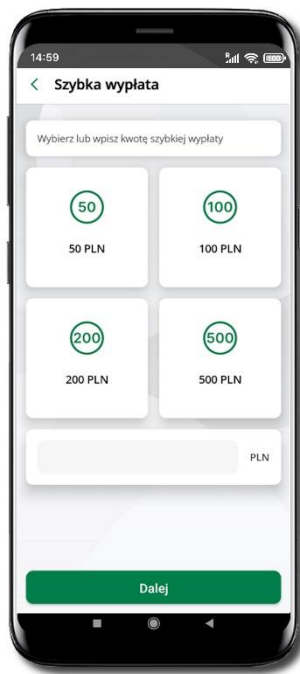 14:59
Szybka wypłata
Wybierz lub wpisz kwotę szybkiej wypłaty
50
100
50 PLN
100 PLN
200
500
200 PLN
500 PLN
PLN
Dalej